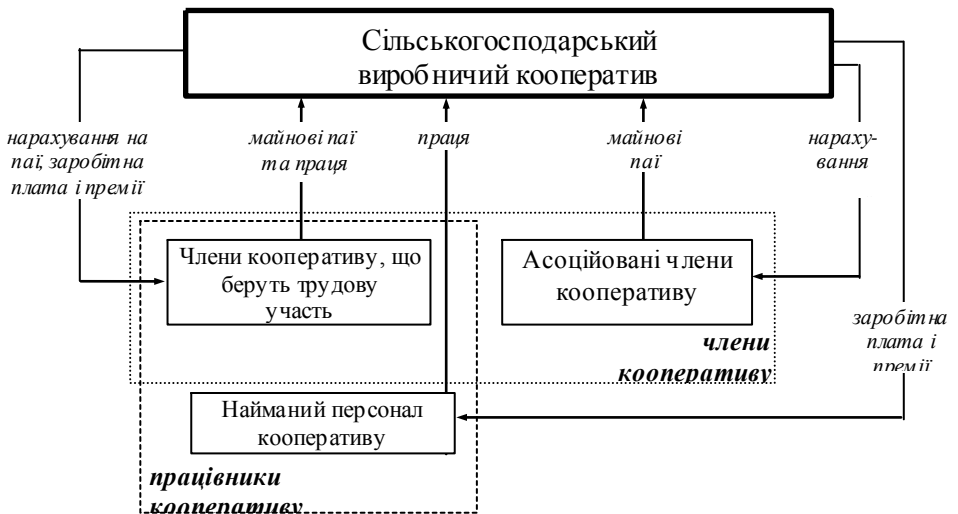 Сільськогосподарський
виробничий кооператив
нарахування на
паї, заробітна
плата і премії
майнові паї
та праця
праця
майнові
паї
нараху-
вання
Члени кооперативу, що
беруть трудову
участь
Асоційовані члени
кооперативу
заробітна
плата і
премії
члени
кооперативу
Найманий персонал
кооперативу
працівники
кооперативу